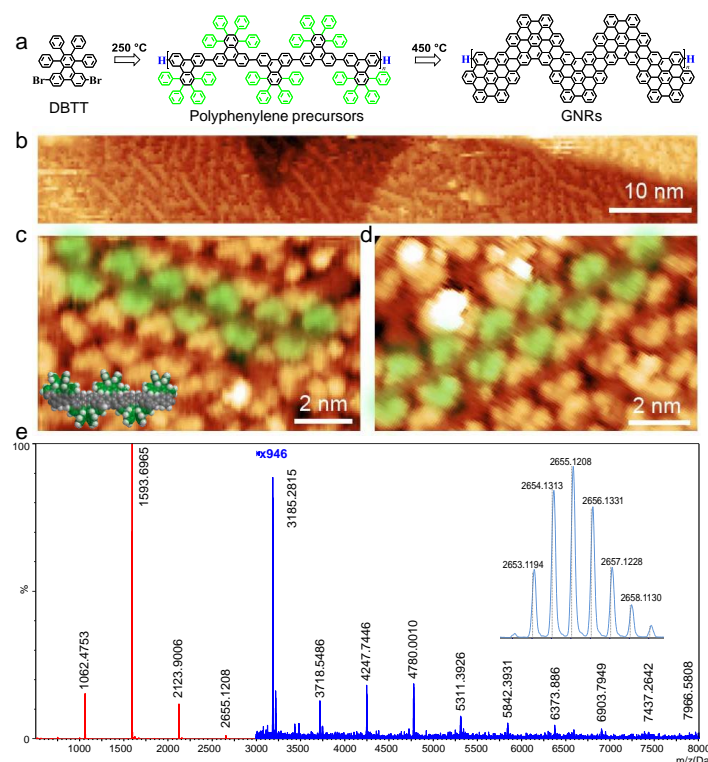 a
250 °C
450 °C
Br
Br
H
H
n
H
H
n
DBTT
Polyphenylene precursors
GNRs
b
10 nm
c
d
2 nm
2 nm
e
100
%
0
x946
1062.4753
1593.6965
2123.9006
2655.1208
3185.2815
3718.5486
4247.7446
4780.0010
5311.3926
5842.3931
6373.886
6903.7949
7437.2642
7966.5808
2655.1208
2654.1313
2656.1331
2653.1194
2657.1228
2658.1130
1000 1500 2000 2500 3000 3500 4000 4500 5000 5500 6000 6500 7000 7500 8000
m/z(Da)